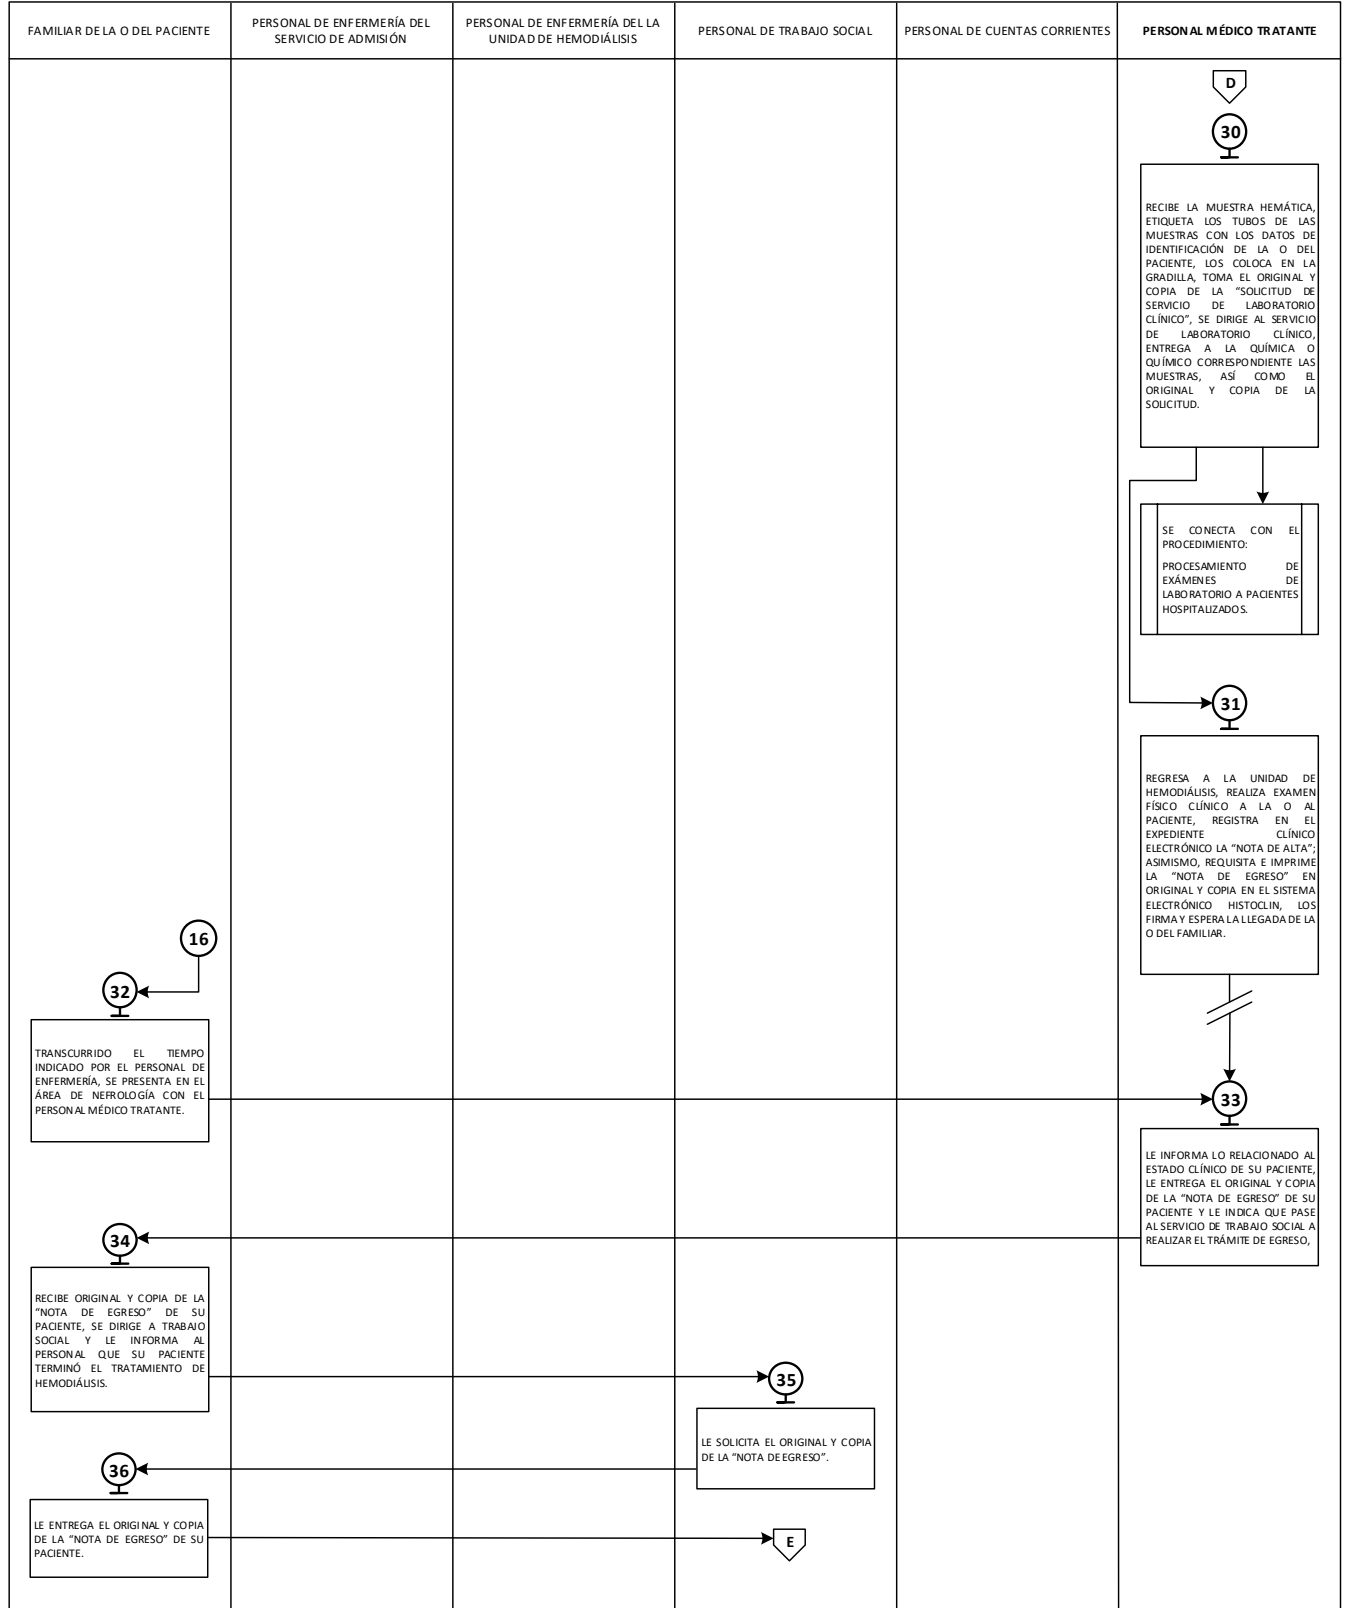 FAMILIAR DE LA O DEL PACIENTE
PERSONAL DE ENFERMERÍA DEL
SERVICIO DE ADMISIÓN
PERSONAL DE ENFERMERÍA DEL LA
UNIDAD DE HEMODIÁLISIS
PERSONAL DE TRABAJO SOCIAL
PERSONAL DE CUENTAS CORRIENTES
PERSONAL MÉDICO TRATANTE
D
30
RECIBE LA MUESTRA HEMÁTICA,
ETIQUETA LOS TUBOS DE LAS
MUESTRAS CON LOS DATOS DE
IDENTIFICACIÓN DE LA O DEL
PACIENTE, LOS COLOCA EN LA
GRADILLA, TOMA EL ORIGINAL Y
COPIA DE LA “SOLICITUD DE
SERVICIO DE LABORATORIO
CLÍNICO”, SE DIRIGE AL SERVICIO
DE LABORATORIO CLÍNICO,
ENTREGA A LA QUÍMICA O
QUÍMICO CORRESPONDIENTE LAS
MUESTRAS, ASÍ COMO EL
ORIGINAL Y COPIA DE LA
SOLICITUD.
SE CONECTA CON EL
PROCEDIMIENTO:
PROCESAMIENTO DE
EXÁMENES DE
LABORATORIO A PACIENTES
HOSPITALIZADOS.
31
REGRESA A LA UNIDAD DE
HEMODIÁLISIS, REALIZA EXAMEN
FÍSICO CLÍNICO A LA O AL
PACIENTE, REGISTRA EN EL
EXPEDIENTE CLÍNICO
ELECTRÓNICO LA “NOTA DE ALTA”;
ASIMISMO, REQUISITA E IMPRIME
LA “NOTA DE EGRESO” EN
ORIGINAL Y COPIA EN EL SISTEMA
ELECTRÓNICO HISTOCLIN, LOS
FIRMA Y ESPERA LA LLEGADA DE LA
O DEL FAMILIAR.
16
32
TRANSCURRIDO EL TIEMPO
INDICADO POR EL PERSONAL DE
ENFERMERÍA, SE PRESENTA EN EL
ÁREA DE NEFROLOGÍA CON EL
PERSONAL MÉDICO TRATANTE.
33
LE INFORMA LO RELACIONADO AL
ESTADO CLÍNICO DE SU PACIENTE,
LE ENTREGA EL ORIGINAL Y COPIA
DE LA “NOTA DE EGRESO” DE SU
PACIENTE Y LE INDICA QUE PASE
AL SERVICIO DE TRABAJO SOCIAL A
REALIZAR EL TRÁMITE DE EGRESO,
34
RECIBE ORIGINAL Y COPIA DE LA
“NOTA DE EGRESO” DE SU
PACIENTE, SE DIRIGE A TRABAJO
SOCIAL Y LE INFORMA AL
PERSONAL QUE SU PACIENTE
TERMINÓ EL TRATAMIENTO DE
HEMODIÁLISIS.
35
LE SOLICITA EL ORIGINAL Y COPIA
DE LA “NOTA DE EGRESO”.
36
LE ENTREGA EL ORIGINAL Y COPIA
DE LA “NOTA DE EGRESO” DE SU
PACIENTE.
E